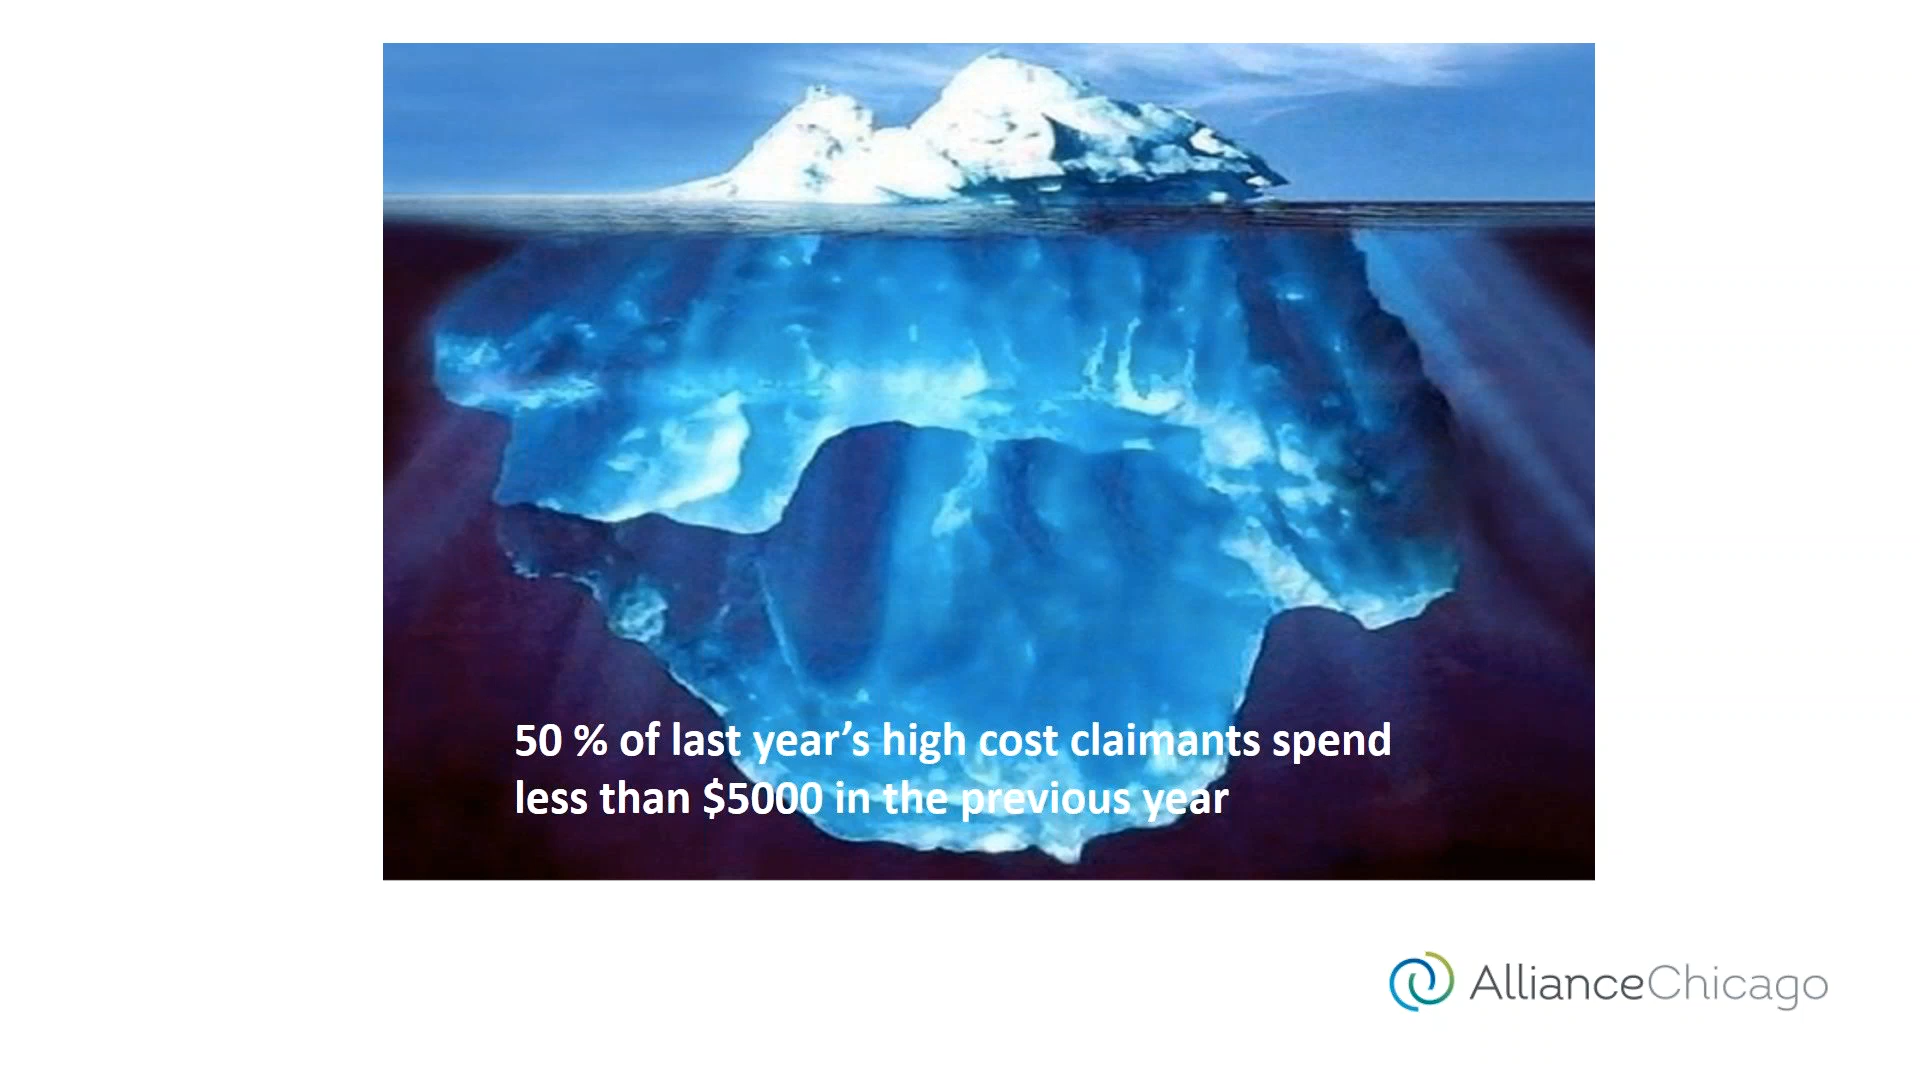 50 % of last year’s high cost claimants spend
less than $5000 in the previous year
AllianceChicago